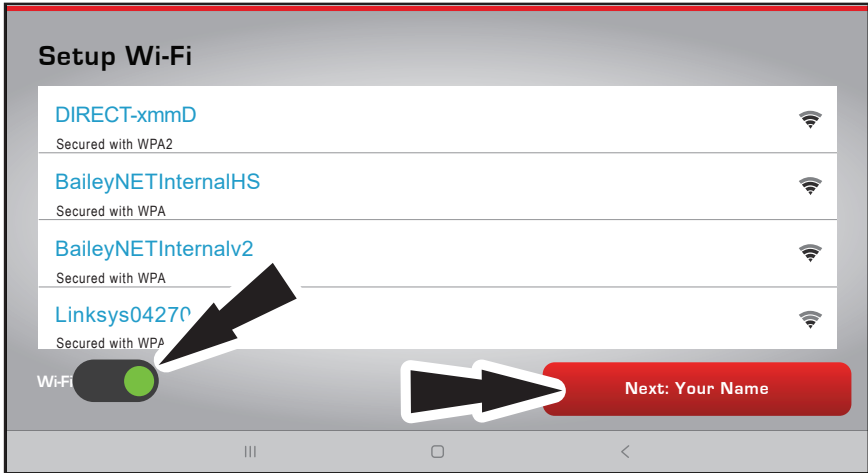 Setup Wi-Fi
DIRECT-xmmD
Secured with WPA2
BaileyNETInternalHS
Secured with WPA
BaileyNETInternalv2
Secured with WPA
Linksys04270
Secured with WPA
Wi-Fi
Next: Your Name